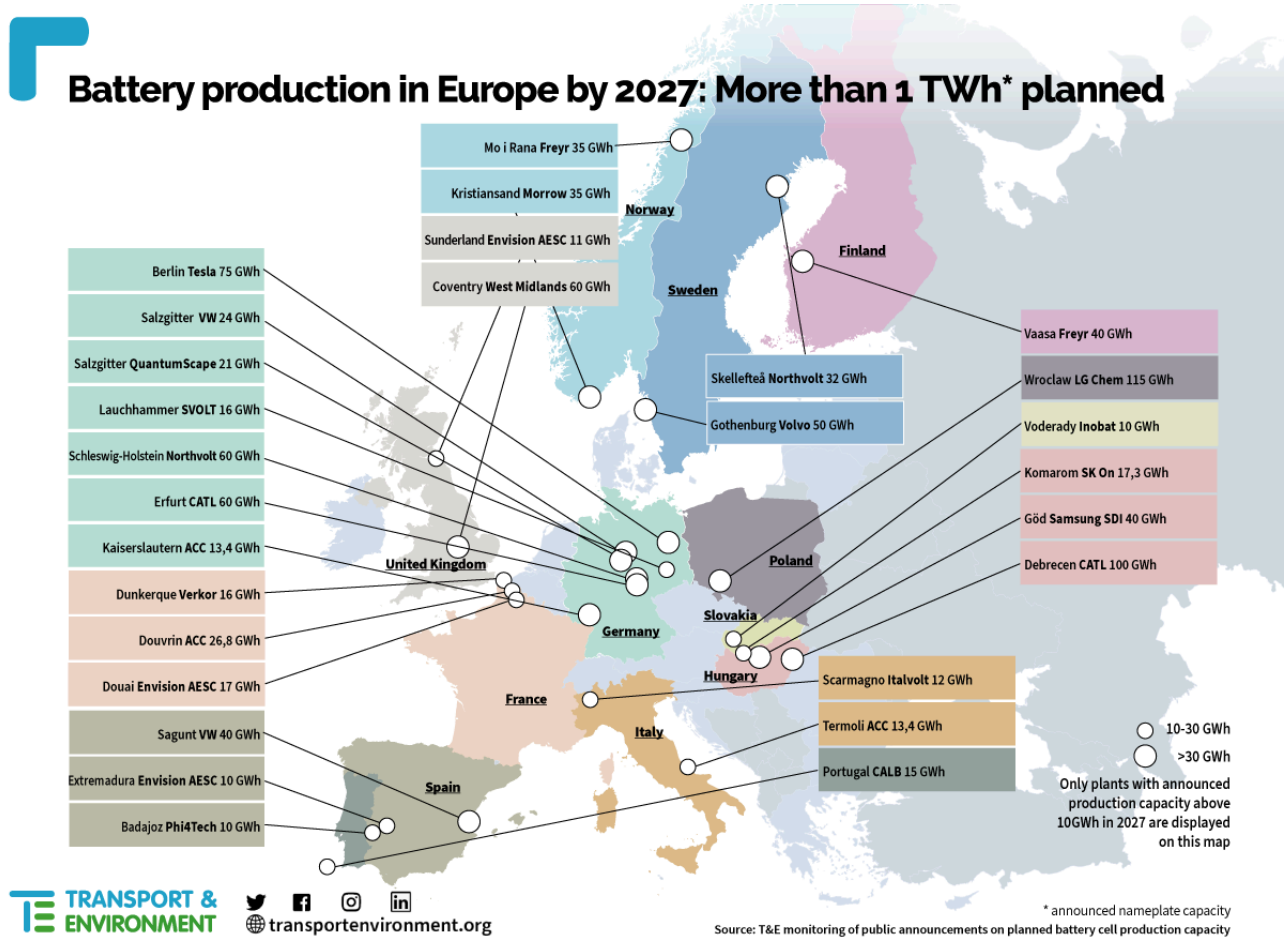 Battery production in Europe by 2027: More than 1 TWh* planned
Mo i Rana Freyr 35 GWh
Kristiansand Morrow 35 GWh
Sunderland Envision AESC 11 GWh
Coventry West Midlands 60 GWh
Norway
Finland
Sweden
Berlin Tesla 75 GWh
Salzgitter VW 24 GWh
Salzgitter QuantumScape 21 GWh
Lauchhammer SVOLT 16 GWh
Schleswig-Holstein Northvolt 60 GWh
Erfurt CATL 60 GWh
Kaiserslautern ACC 13,4 GWh
Dunkerque Verkor 16 GWh
Douvrin ACC 26,8 GWh
Douai Envision AESC 17 GWh
Sagunt VW 40 GWh
Extremadura Envision AESC 10 GWh
Badajoz Phi4Tech 10 GWh
Skellefteå Northvolt 32 GWh
Gothenburg Volvo 50 GWh
Vaasa Freyr 40 GWh
Wroclaw LG Chem 115 GWh
Voderady Inobat 10 GWh
Komarom SK On 17,3 GWh
Göd Samsung SDI 40 GWh
Debrecen CATL 100 GWh
United Kingdom
Poland
Slovakia
Germany
Hungary
France
Italy
Spain
Scarmagno Italvolt 12 GWh
Termoli ACC 13,4 GWh
Portugal CALB 15 GWh
10-30 GWh
>30 GWh
Only plants with announced
production capacity above
10GWh in 2027 are displayed
on this map
TRANSPORT &
ENVIRONMENT
transportenvironment.org
* announced nameplate capacity
Source: T&E monitoring of public announcements on planned battery cell production capacity